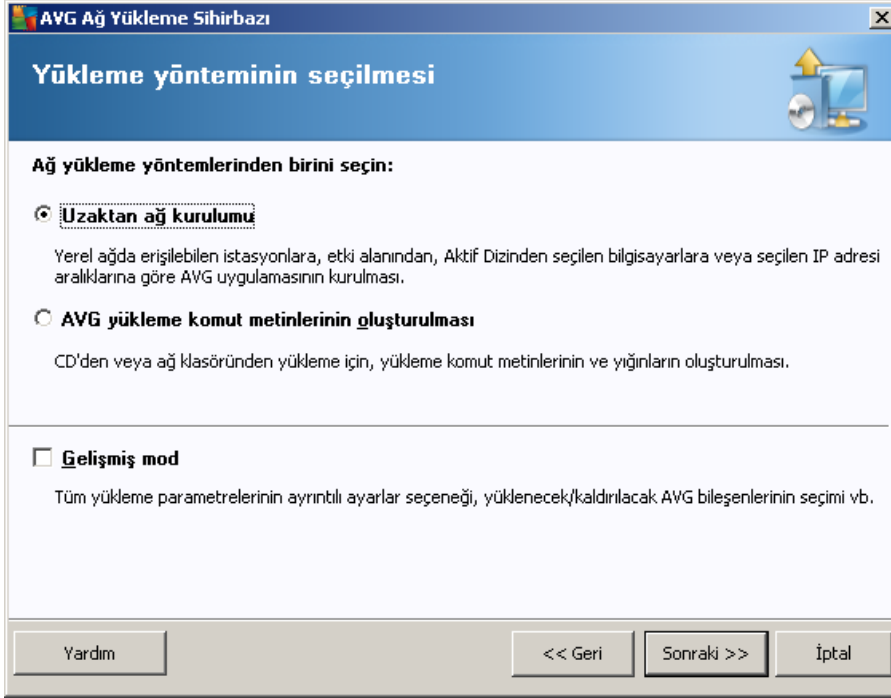 AVG Ağ Yükleme Sihirbazı
Yükleme yönteminin seçilmesi
Ağ yükleme yöntemlerinden birini seçin:
Uzaktan ağ kurulumu
Yerel ağda erişilebilen istasyonlara, etki alanından, Aktif Dizinden seçilen bilgisayarlara veya seçilen IP adresi
aralıklarına göre AVG uygulamasının kurulması.
AVG yükleme komut metinlerinin oluşturulması
CD'den veya ağ klasöründen yükleme için, yükleme komut metinlerinin ve yığınların oluşturulması.
Gelişmiş mod
Tüm yükleme parametrelerinin ayrıntılı ayarlar seçeneği, yüklenecek/kaldırılacak AVG bileşenlerinin seçimi vb.
Yardım
<< Geri
Sonraki >>
İptal